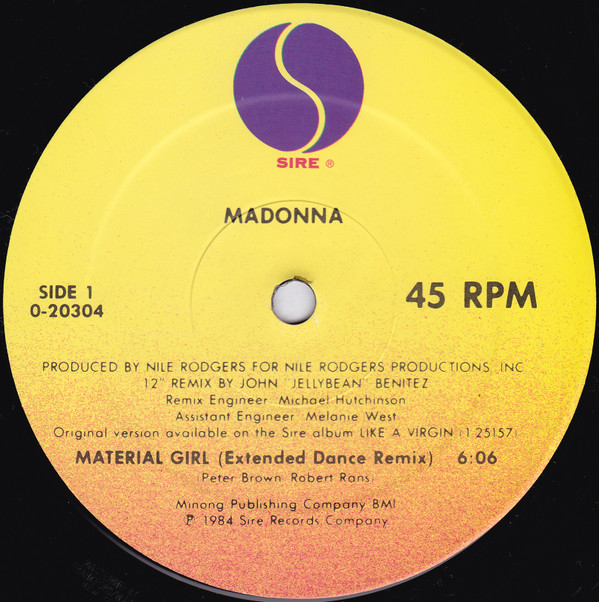 SIRE ®
MADONNA
SIDE 1
0-20304
45 RPM
PRODUCED BY NILE RODGERS FOR NILE RODGERS PRODUCTIONS, INC.
12" REMIX BY JOHN "JELLYBEAN" BENITEZ
Remix Engineer: Michael Hutchinson
Assistant Engineer: Melanie West
Original version available on the Sire album LIKE A VIRGIN (1 25157)
MATERIAL GIRL (Extended Dance Remix) 6:06
(Peter Brown, Robert Rans)
Minong Publishing Company BMI
℗ 1984 Sire Records Company